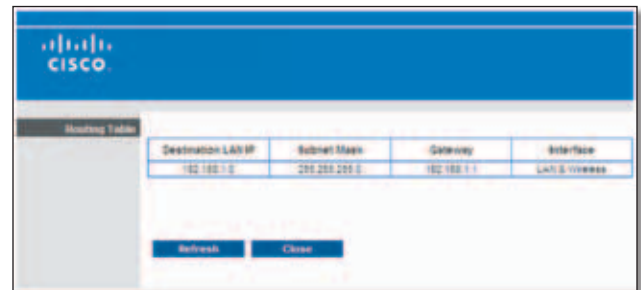 CISCO
Routing Table
Destination LAN IP Subnet Mask Gateway Interface
192.168.1.0 255.255.255.0 192.168.1.1 LAN & Wireless
Refresh Close